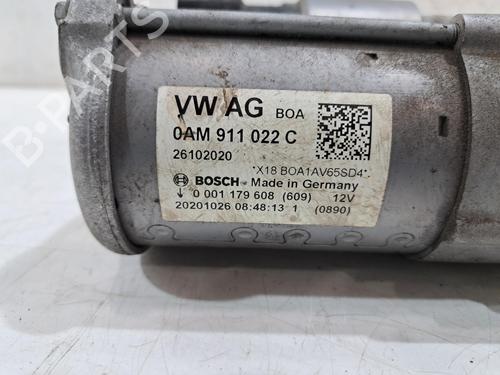 VW AG BOA
0AM 911 022 C
26102020
*X18 BOA1AV65SD4*
BOSCH Made in Germany
0 001 179 608 (609) 12V
20201026 08:48:13 1 (0890)
B-Parts